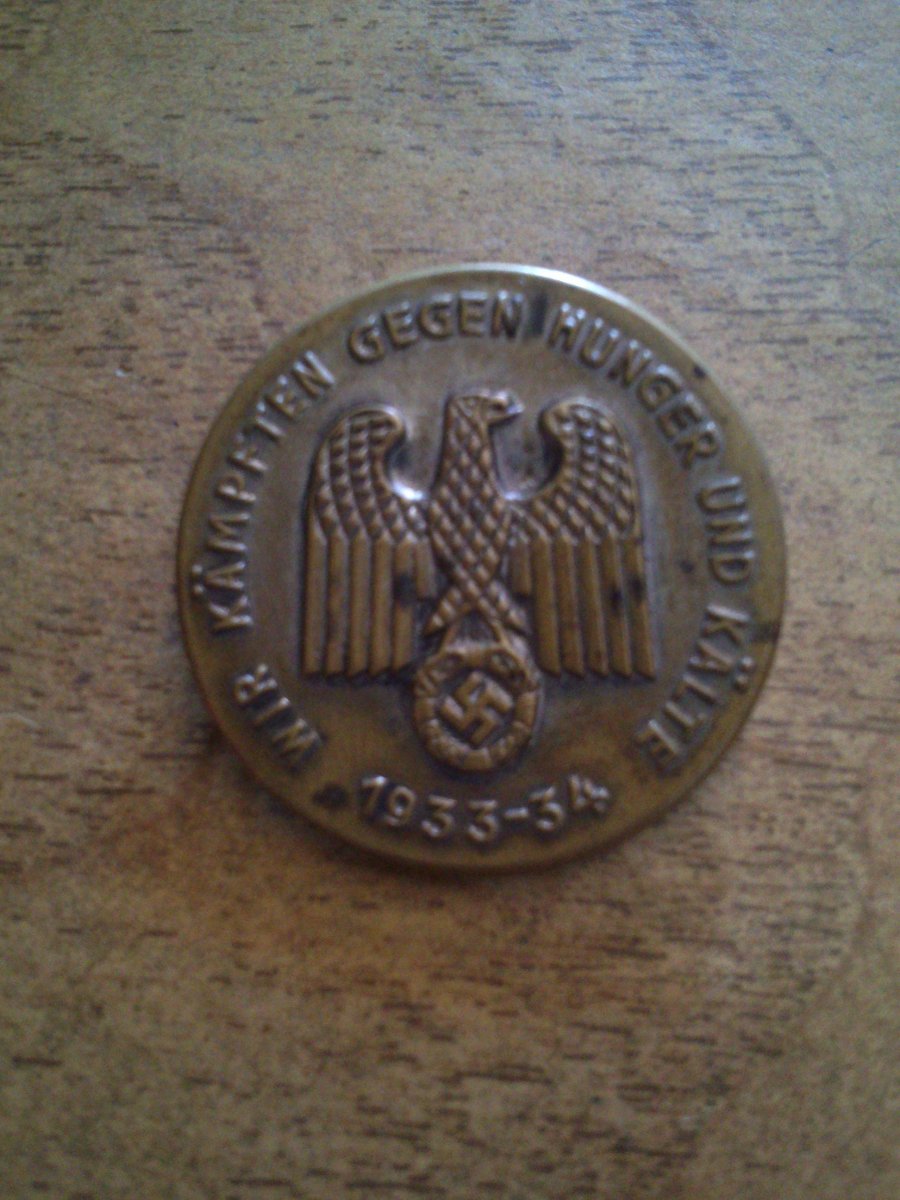 WIR KÄMPFTEN GEGEN HUNGER UND KÄLTE
1933-34